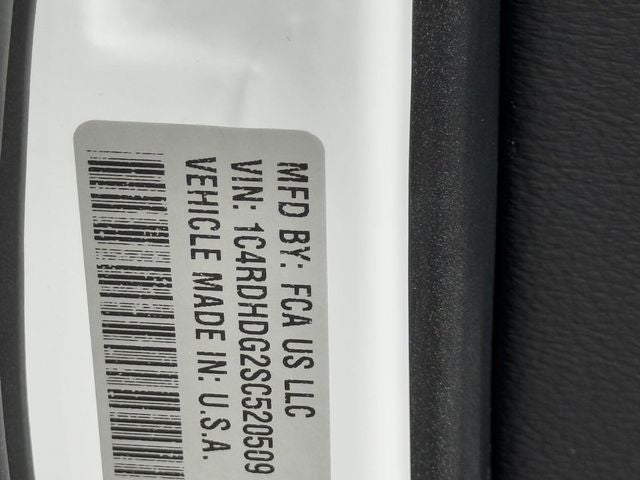 MFD BY: FCA US LLC
VIN: 1C4RDHDG2SC520509
VEHICLE MADE IN: U.S.A.